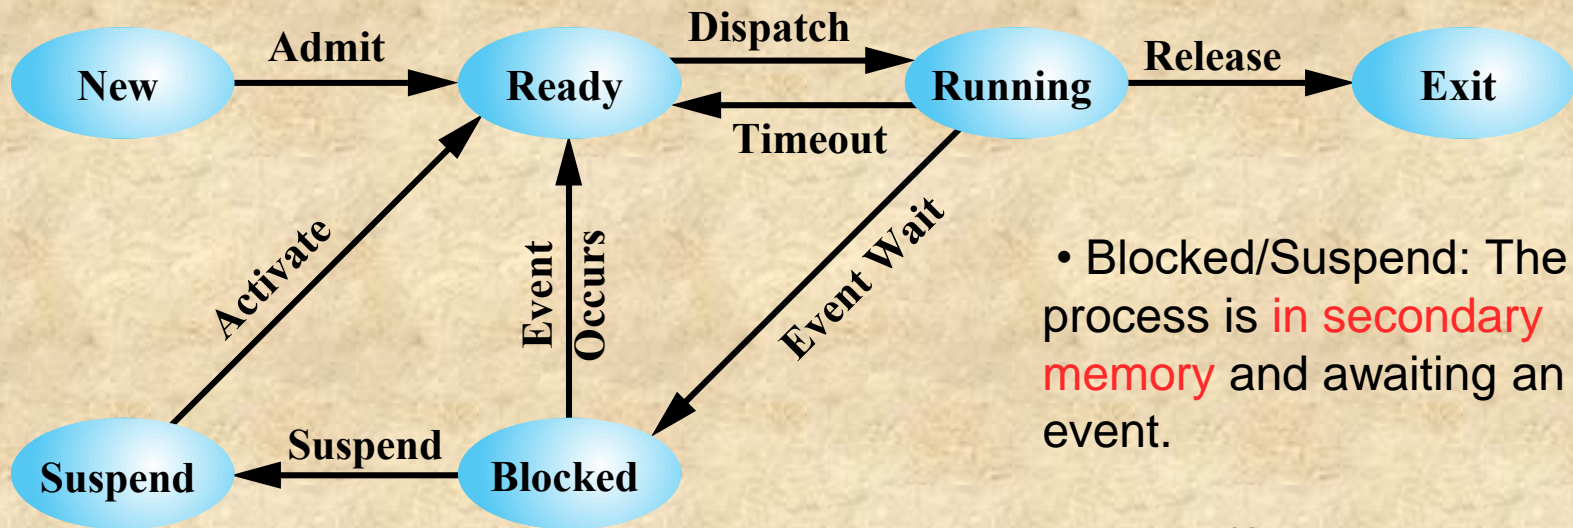 Dispatch
Admit
Release
New
Ready
Running
Exit
Timeout
Activate
Event
Occurs
Event Wait
• Blocked/Suspend: The
process is in secondary
memory and awaiting an
event.
Suspend
Suspend
Blocked